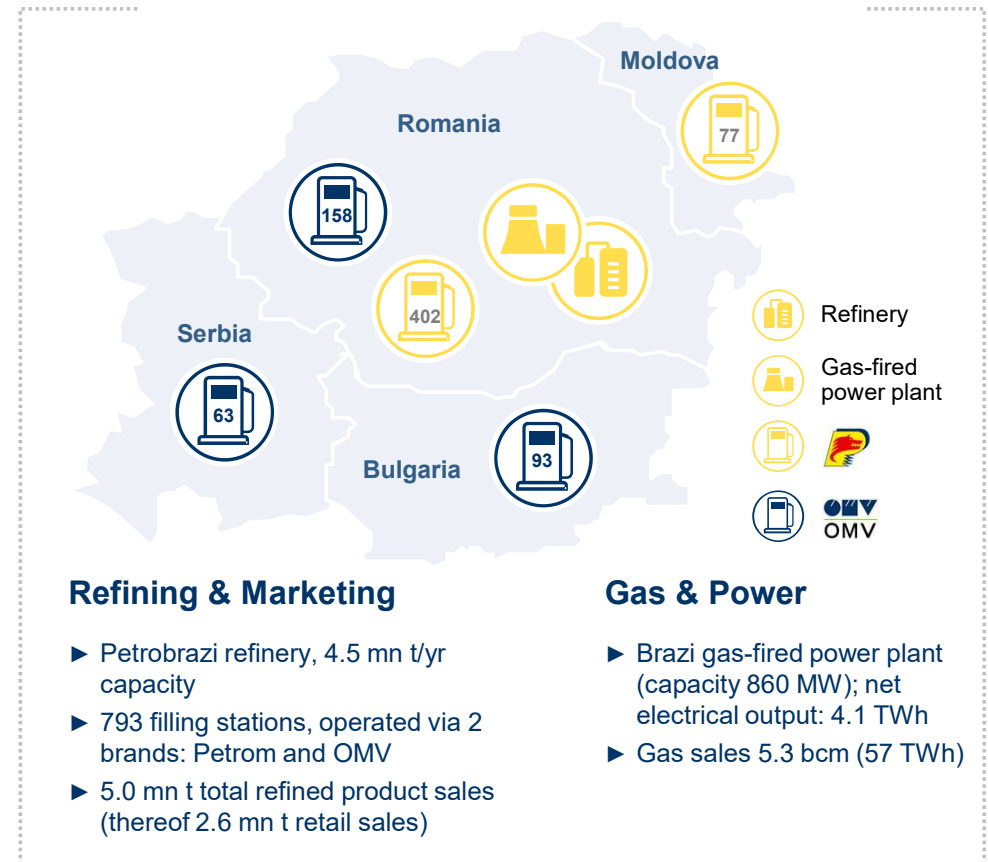 Moldova
77
Romania
158
402
Serbia
63
Bulgaria
93
Refinery
Gas-fired
power plant
OMV
OMV
Refining & Marketing
► Petrobrazi refinery, 4.5 mn t/yr
capacity
► 793 filling stations, operated via 2
brands: Petrom and OMV
► 5.0 mn t total refined product sales
(thereof 2.6 mn t retail sales)
Gas & Power
► Brazi gas-fired power plant
(capacity 860 MW); net
electrical output: 4.1 TWh
► Gas sales 5.3 bcm (57 TWh)